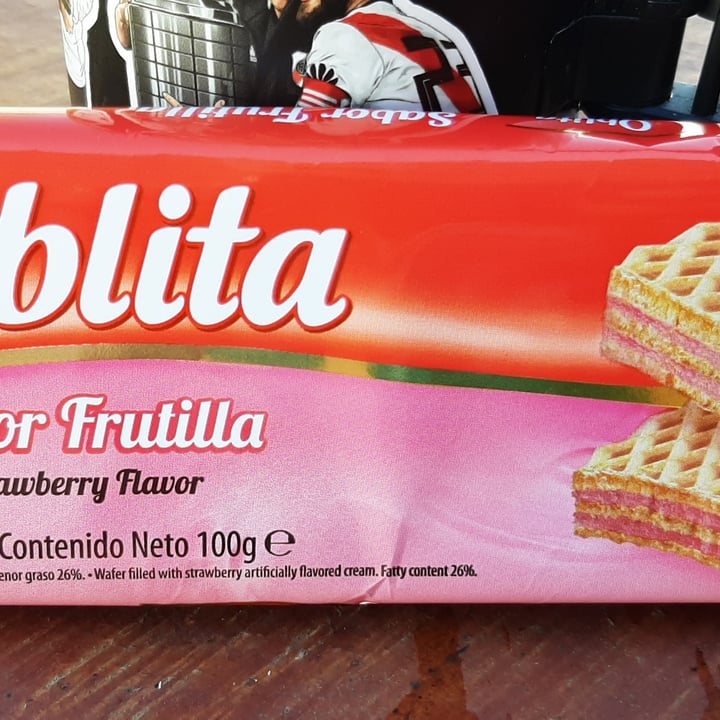 Sabor Frutilla
blita
or Frutilla
awberry Flavor
Contenido Neto 100g ℮
enor graso 26%. • Wafer filled with strawberry artificially flavored cream. Fatty content 26%.